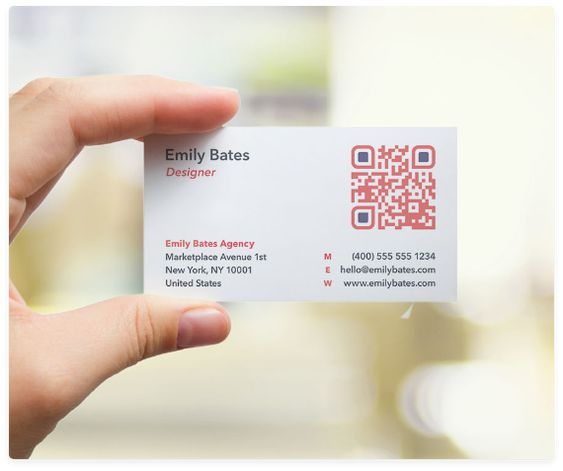 Emily Bates
Designer
Emily Bates Agency
Marketplace Avenue 1st
New York, NY 10001
United States
M (400) 555 555 1234
E hello@emilybates.com
W www.emilybates.com